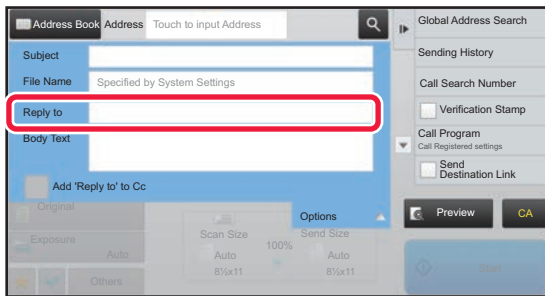 Address Book Address Touch to input Address
Subject
File Name Specified by System Settings
Reply to
Body Text
Add 'Reply to' to Cc
Options
Original
Exposure
Auto
Others
Scan Size
Auto
8½x11
100%
Send Size
Auto
8½x11
Global Address Search
Sending History
Call Search Number
Verification Stamp
Call Program
Call Registered settings
Send
Destination Link
Preview
CA
Start